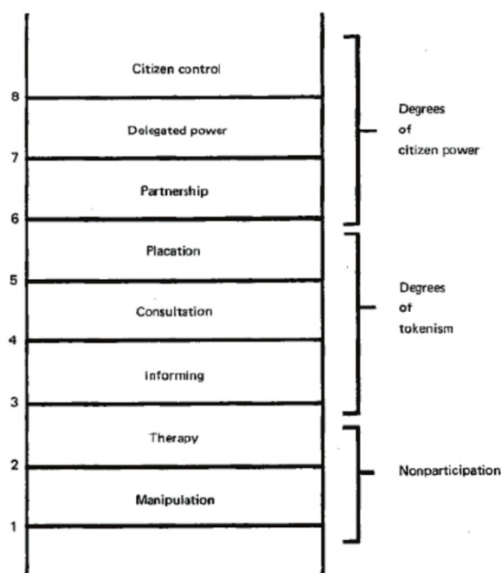 Citizen control
8
Delegated power
7
Partnership
6
Placation
5
Consultation
4
Informing
3
Therapy
2
Manipulation
1
Degrees
of
citizen power
Degrees
of
tokenism
Nonparticipation